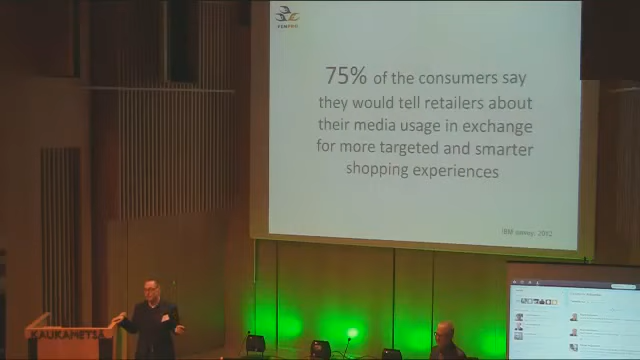 75% of the consumers say
they would tell retailers about
their media usage in exchange
for more targeted and smarter
shopping experiences
IBM survey, 2012
KAUKAMETSÄ